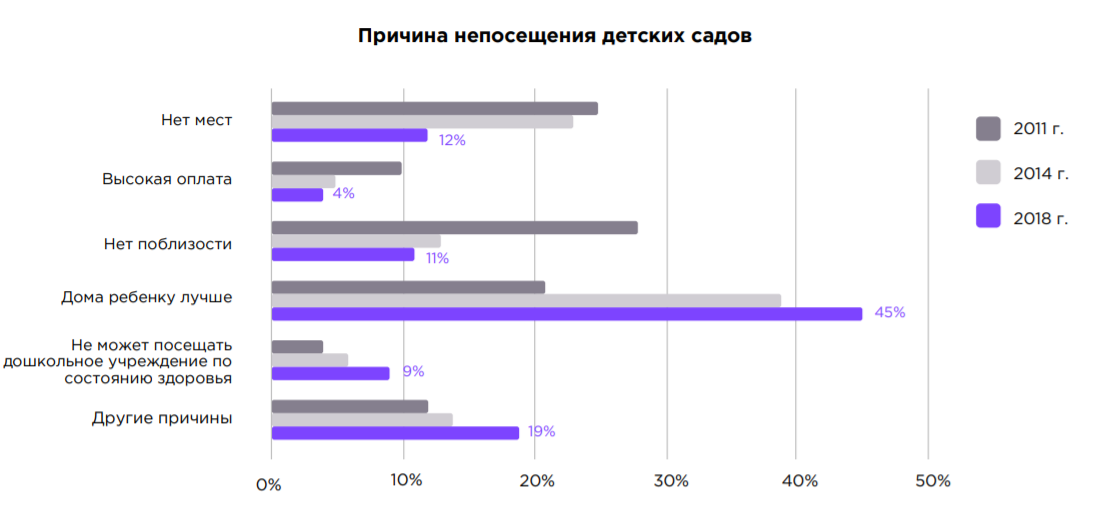 Причина непосещения детских садов
Нет мест
12%
Высокая оплата
4%
Нет поблизости
11%
Дома ребенку лучше
45%
Не может посещать
дошкольное учреждение по
состоянию здоровья
9%
Другие причины
19%
0%
10%
20%
30%
40%
50%
2011 г.
2014 г.
2018 г.